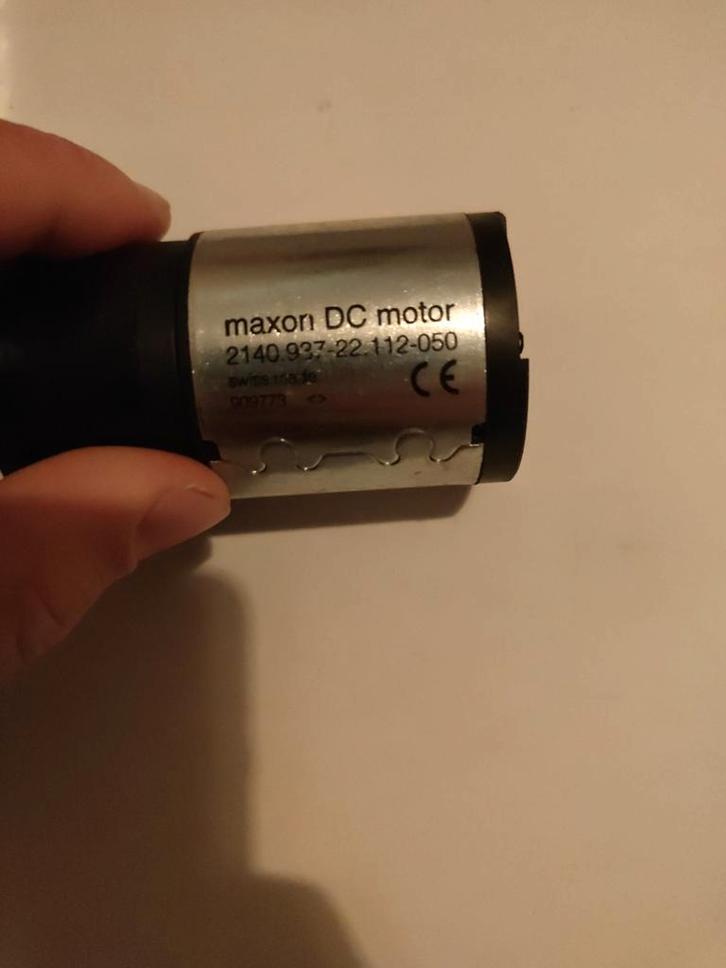 maxon DC motor
2140.937-22.112-050
CE
909773 <>